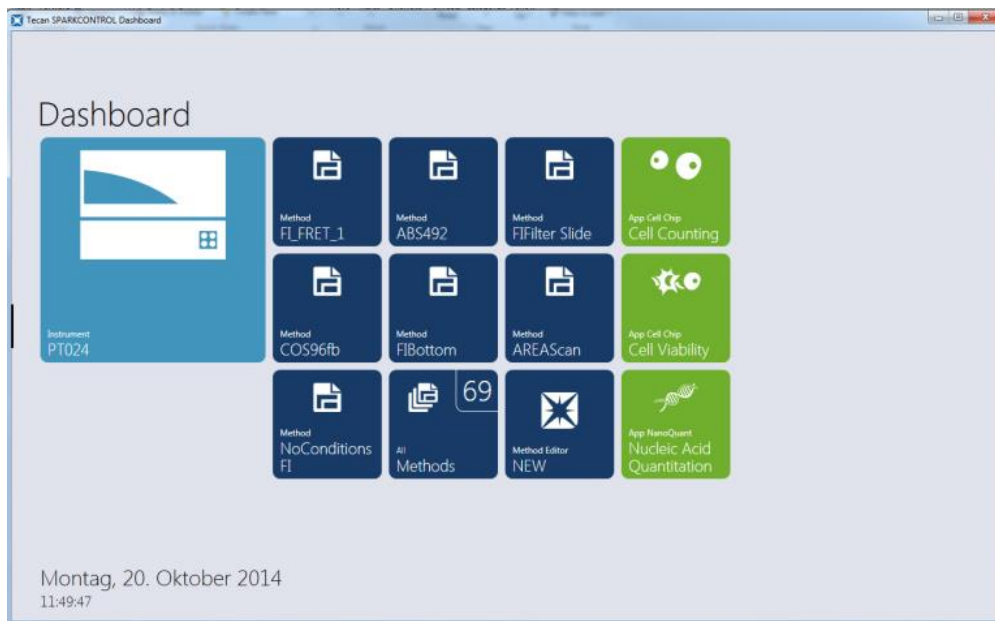 Tecan SPARKCONTROL Dashboard
Dashboard
Instrument
PT024
Method
FI_FRET_1
Method
ABS492
Method
FIFilter Slide
App Cell Chip
Cell Counting
Method
COS96fb
Method
FIBottom
Method
AREAScan
App Cell Chip
Cell Viability
Method
NoConditions
FI
69
All
Methods
Method Editor
NEW
App NanoQuant
Nucleic Acid
Quantitation
Montag, 20. Oktober 2014
11:49:47